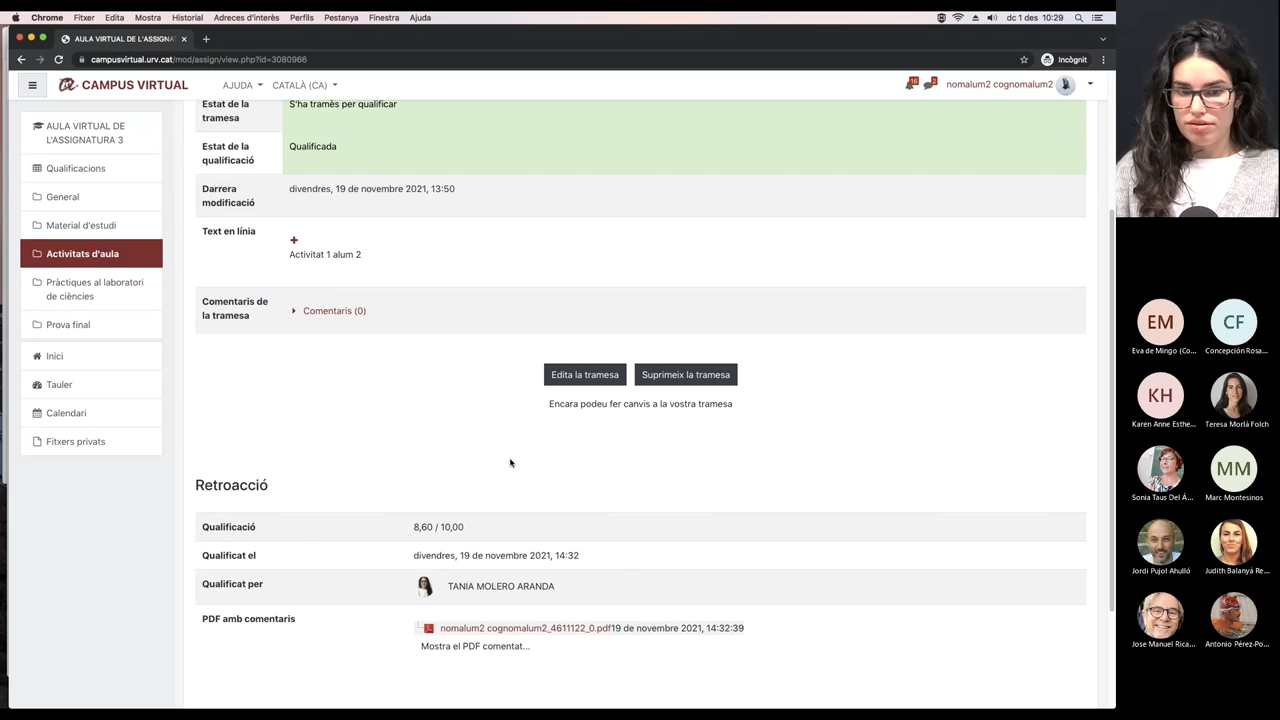 Chrome Fitxer Edita Mostra Historial Adreces d'interès Perfils Pestanya Finestra Ajuda dc 1 des 10:29
AULA VIRTUAL DE L'ASSIGNA
campusvirtual.urv.cat/mod/assign/view.php?id=3080966 Incògnit
CAMPUS VIRTUAL AJUDA CATALÀ (CA) 16 2 nomalum2 cognomalum2
AULA VIRTUAL DE
L'ASSIGNATURA 3
Qualificacions
General
Material d'estudi
Activitats d'aula
Pràctiques al laboratori
de ciències
Prova final
Inici
Tauler
Calendari
Fitxers privats
Estat de la
tramesa
S'ha tramès per qualificar
Estat de la
qualificació
Qualificada
Darrera
modificació
divendres, 19 de novembre 2021, 13:50
Text en línia
Activitat 1 alum 2
Comentaris de
la tramesa
Comentaris (0)
Edita la tramesa Suprimeix la tramesa
Encara podeu fer canvis a la vostra tramesa
Retroacció
Qualificació 8,60 / 10,00
Qualificat el divendres, 19 de novembre 2021, 14:32
Qualificat per TANIA MOLERO ARANDA
PDF amb comentaris
nomalum2 cognomalum2_4611122_0.pdf19 de novembre 2021, 14:32:39
Mostra el PDF comentat...
EM CF
Eva de Mingo (Co... Concepción Rosa...
KH
Karen Anne Esthe... Teresa Morlà Folch
MM
Sonia Taus Del Á... Marc Montesinos
Jordi Pujol Ahulló Judith Balanyà Re...
Jose Manuel Rica... Antonio Pérez-Po...